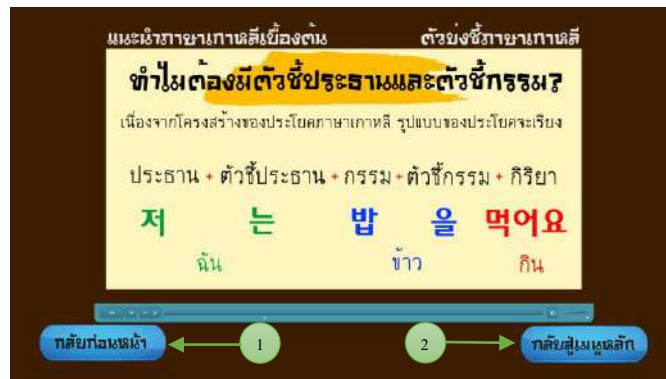 แนะนำภาษาเกาหลีเบื้องต้น ตัวบ่งชี้ภาษาเกาหลี
ทำไมต้องมีตัวชี้ประธานและตัวชี้กรรม?
เนื่องจากโครงสร้างของประโยคภาษาเกาหลี รูปแบบของประโยคจะเรียง
ประธาน + ตัวชี้ประธาน + กรรม + ตัวชี้กรรม + กิริยา
저 는 밥 을 먹어요
ฉัน ข้าว กิน
กลับก่อนหน้า 1 2 กลับสู่เมนูหลัก